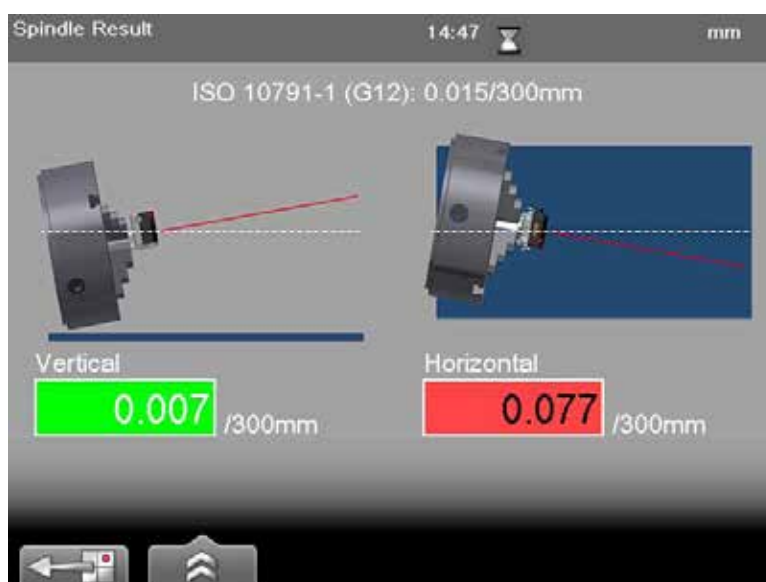 Spindle Result 14:47 mm
ISO 10791-1 (G12): 0.015/300mm
Vertical Horizontal
0.007 /300mm 0.077 /300mm